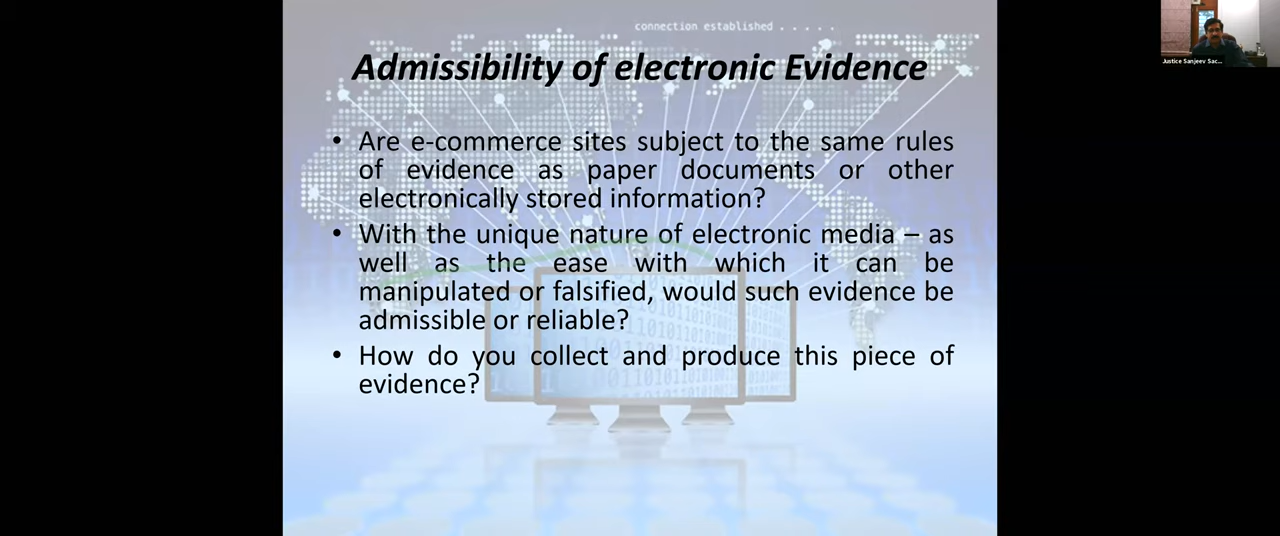 connection established . . . . .
Admissibility of electronic Evidence
• Are e-commerce sites subject to the same rules
of evidence as paper documents or other
electronically stored information?
• With the unique nature of electronic media – as
well as the ease with which it can be
manipulated or falsified, would such evidence be
admissible or reliable?
• How do you collect and produce this piece of
evidence?
Justice Sanjeev Sac...